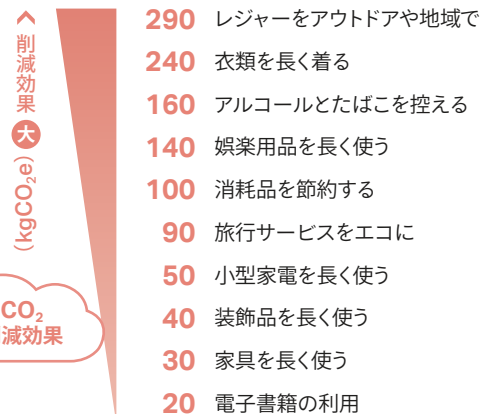 削減効果 大 (kgCO₂e)
290 レジャーをアウトドアや地域で
240 衣類を長く着る
160 アルコールとたばこを控える
140 娯楽用品を長く使う
100 消耗品を節約する
90 旅行サービスをエコに
50 小型家電を長く使う
40 装飾品を長く使う
30 家具を長く使う
20 電子書籍の利用
CO₂
減効果